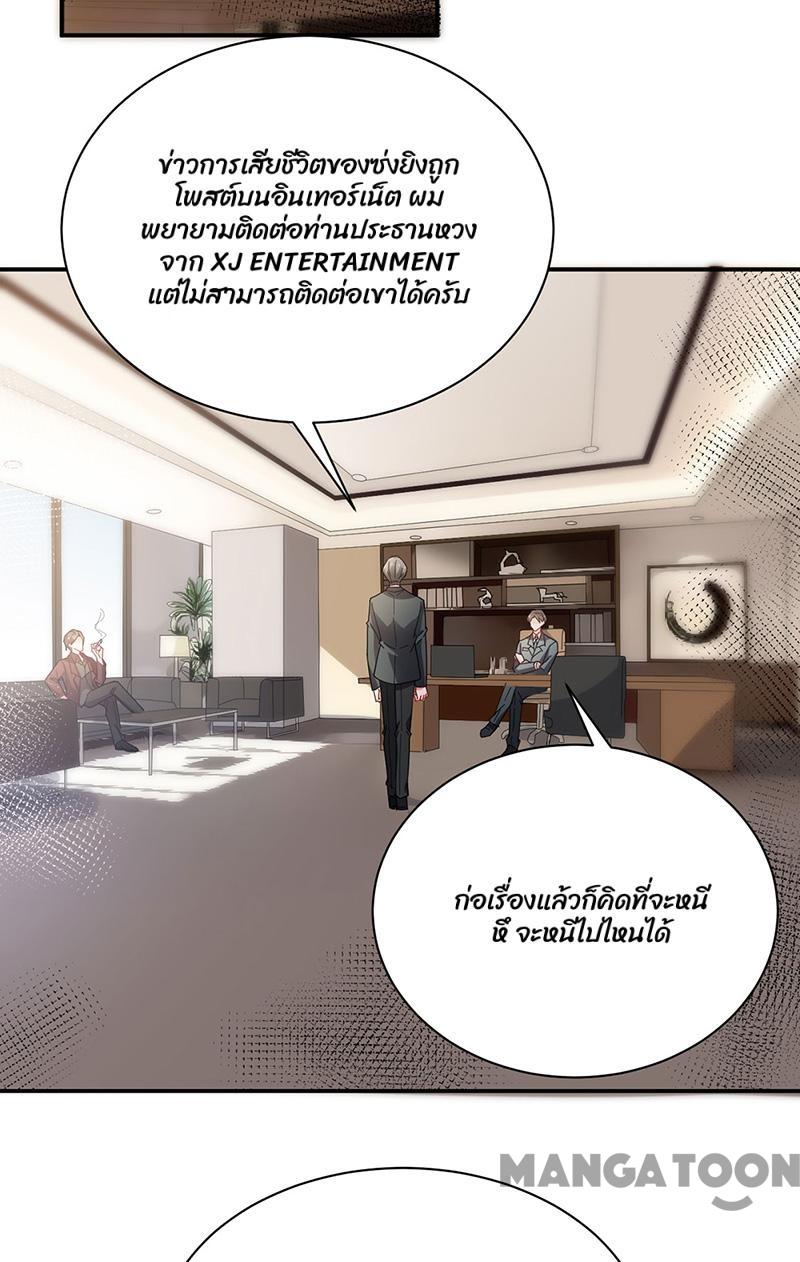 ข่าวการเสียชีวิตของซ่งยิงถูก
โพสต์บนอินเทอร์เน็ต ผม
พยายามติดต่อท่านประธานหวง
จาก XJ ENTERTAINMENT
แต่ไม่สามารถติดต่อเขาได้ครับ
ก่อเรื่องแล้วก็คิดที่จะหนี
หึ จะหนีไปไหนได้
MANGATOON